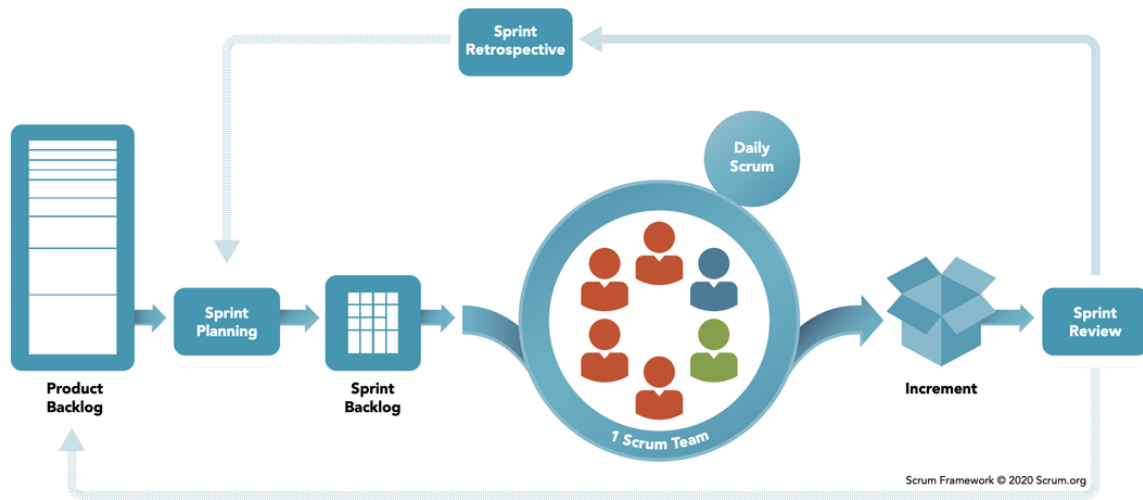 Sprint
Retrospective
Daily
Scrum
Sprint
Planning
Sprint
Review
Product
Backlog
Sprint
Backlog
1 Scrum Team
Increment
Scrum Framework © 2020 Scrum.org